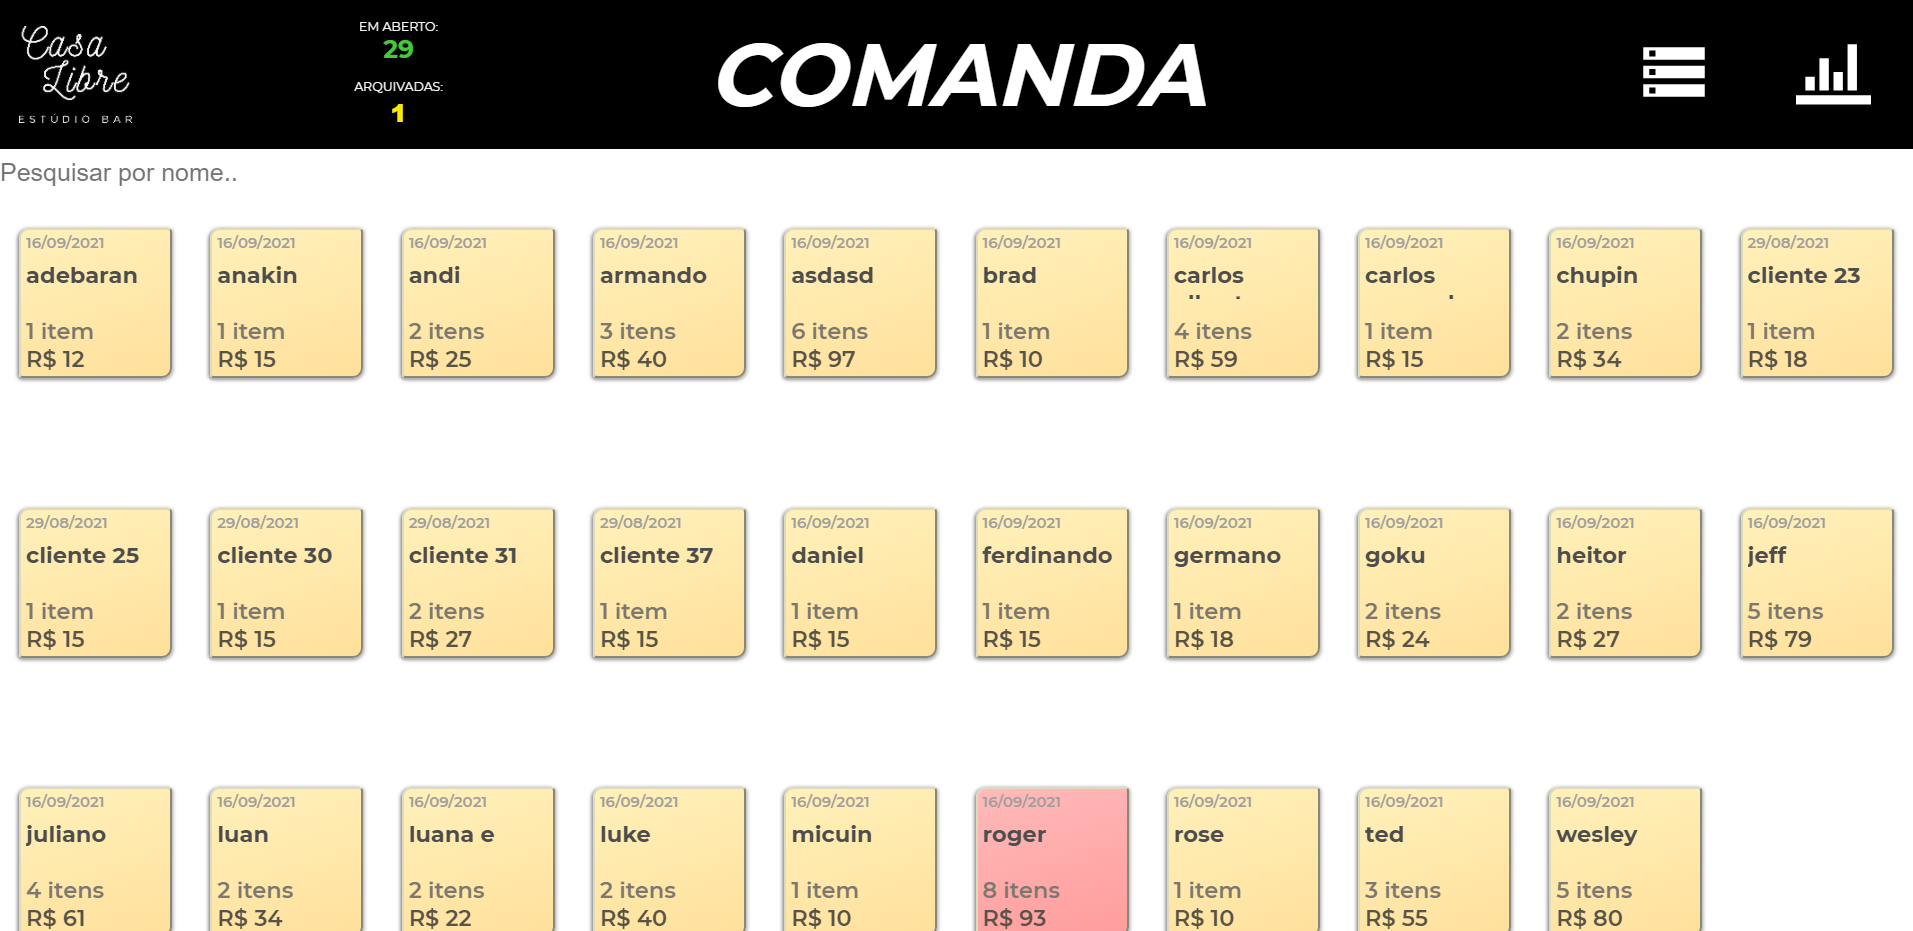 Casa
Libre
ESTÚDIO BAR
EM ABERTO:
29
ARQUIVADAS:
1
COMANDA
Pesquisar por nome..
16/09/2021
adebaran
1 item
R$ 12
16/09/2021
anakin
1 item
R$ 15
16/09/2021
andi
2 itens
R$ 25
16/09/2021
armando
3 itens
R$ 40
16/09/2021
asdasd
6 itens
R$ 97
16/09/2021
brad
1 item
R$ 10
16/09/2021
carlos
4 itens
R$ 59
16/09/2021
carlos
1 item
R$ 15
16/09/2021
chupin
2 itens
R$ 34
29/08/2021
cliente 23
1 item
R$ 18
29/08/2021
cliente 25
1 item
R$ 15
29/08/2021
cliente 30
1 item
R$ 15
29/08/2021
cliente 31
2 itens
R$ 27
29/08/2021
cliente 37
1 item
R$ 15
16/09/2021
daniel
1 item
R$ 15
16/09/2021
ferdinando
1 item
R$ 15
16/09/2021
germano
1 item
R$ 18
16/09/2021
goku
2 itens
R$ 24
16/09/2021
heitor
2 itens
R$ 27
16/09/2021
jeff
5 itens
R$ 79
16/09/2021
juliano
4 itens
R$ 61
16/09/2021
luan
2 itens
R$ 34
16/09/2021
luana e
2 itens
R$ 22
16/09/2021
luke
2 itens
R$ 40
16/09/2021
micuin
1 item
R$ 10
16/09/2021
roger
8 itens
R$ 93
16/09/2021
rose
1 item
R$ 10
16/09/2021
ted
3 itens
R$ 55
16/09/2021
wesley
5 itens
R$ 80